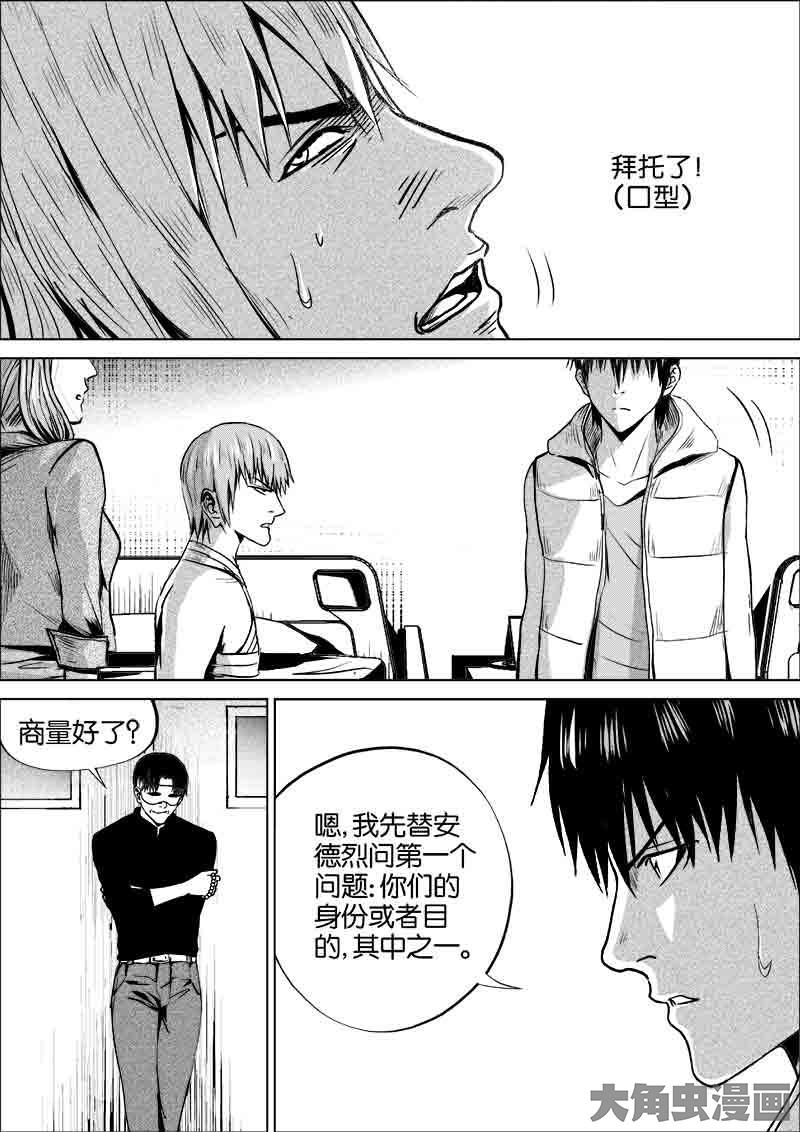 拜托了!
(口型)
商量好了?
嗯,我先替安
德烈问第一个
问题:你们的
身份或者目
的,其中之一。
大角虫漫画